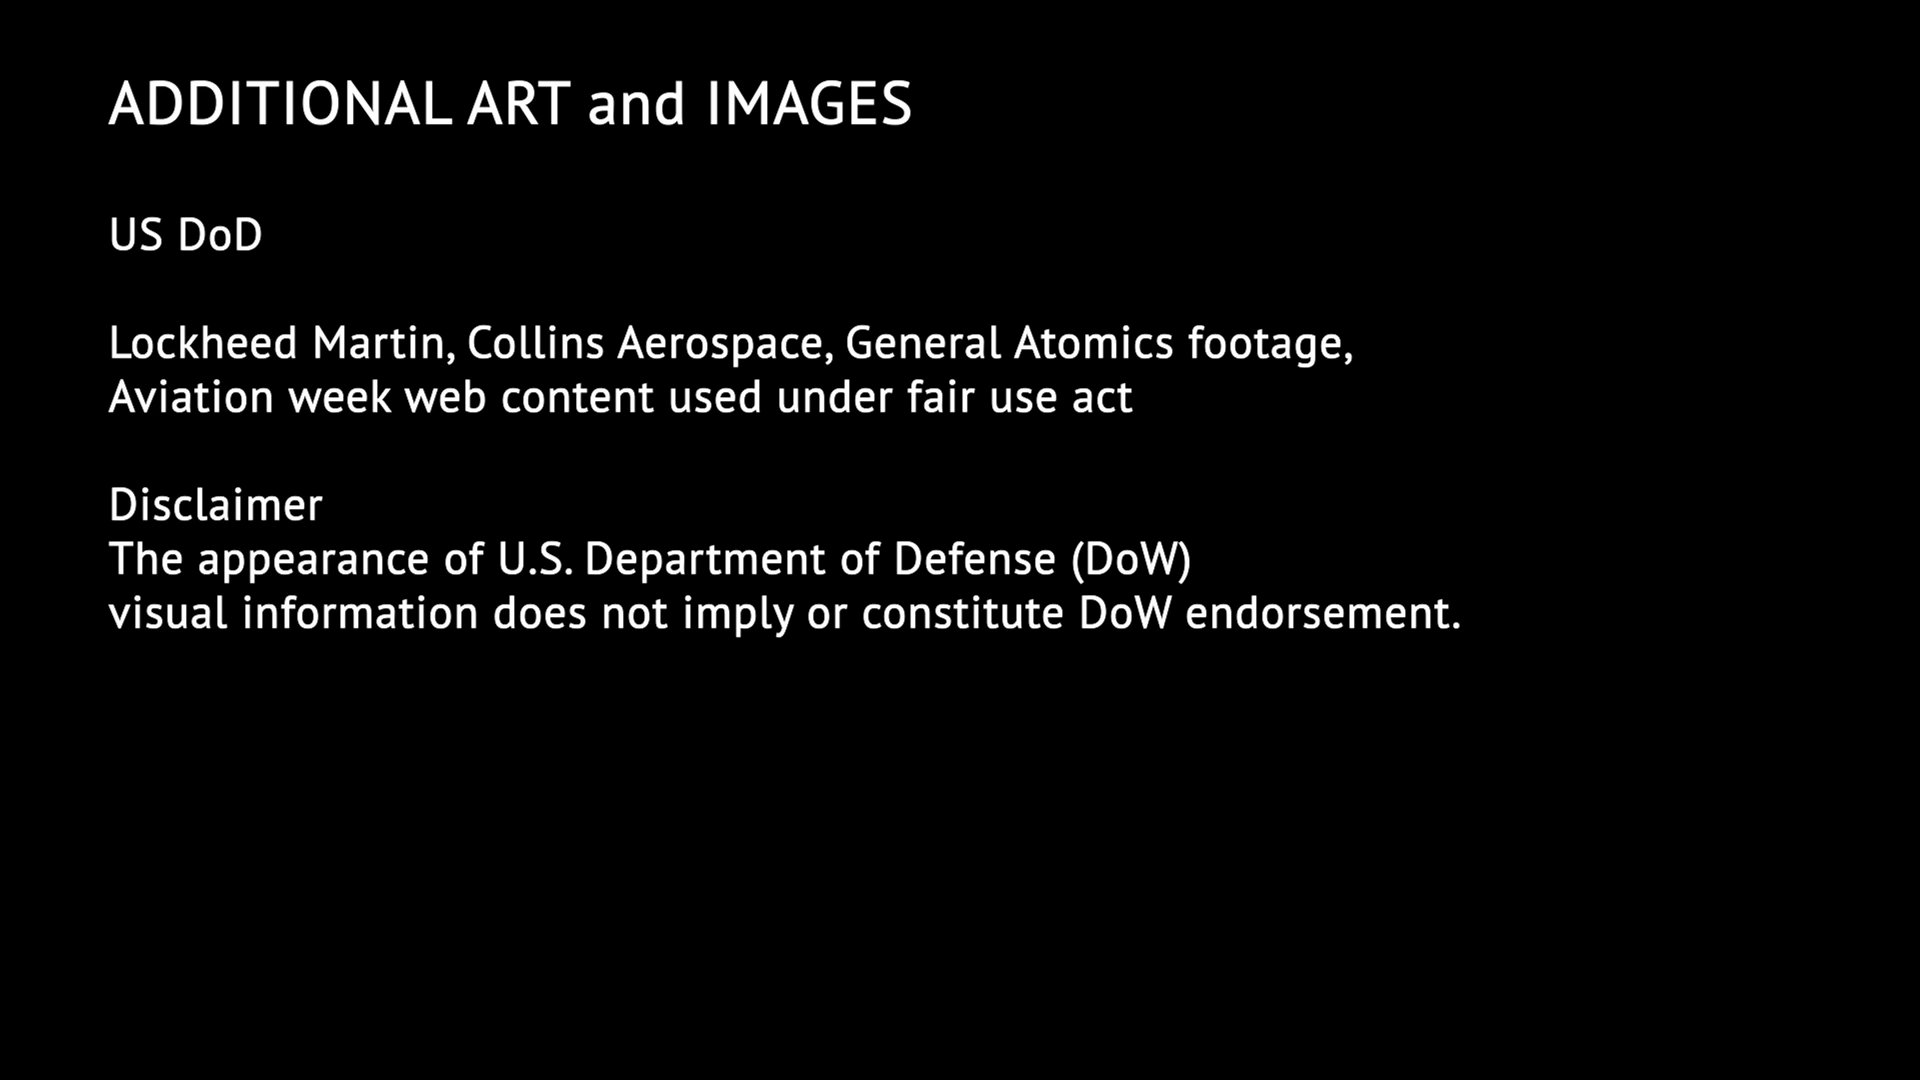 ADDITIONAL ART and IMAGES
US DoD
Lockheed Martin, Collins Aerospace, General Atomics footage,
Aviation week web content used under fair use act
Disclaimer
The appearance of U.S. Department of Defense (DoW)
visual information does not imply or constitute DoW endorsement.